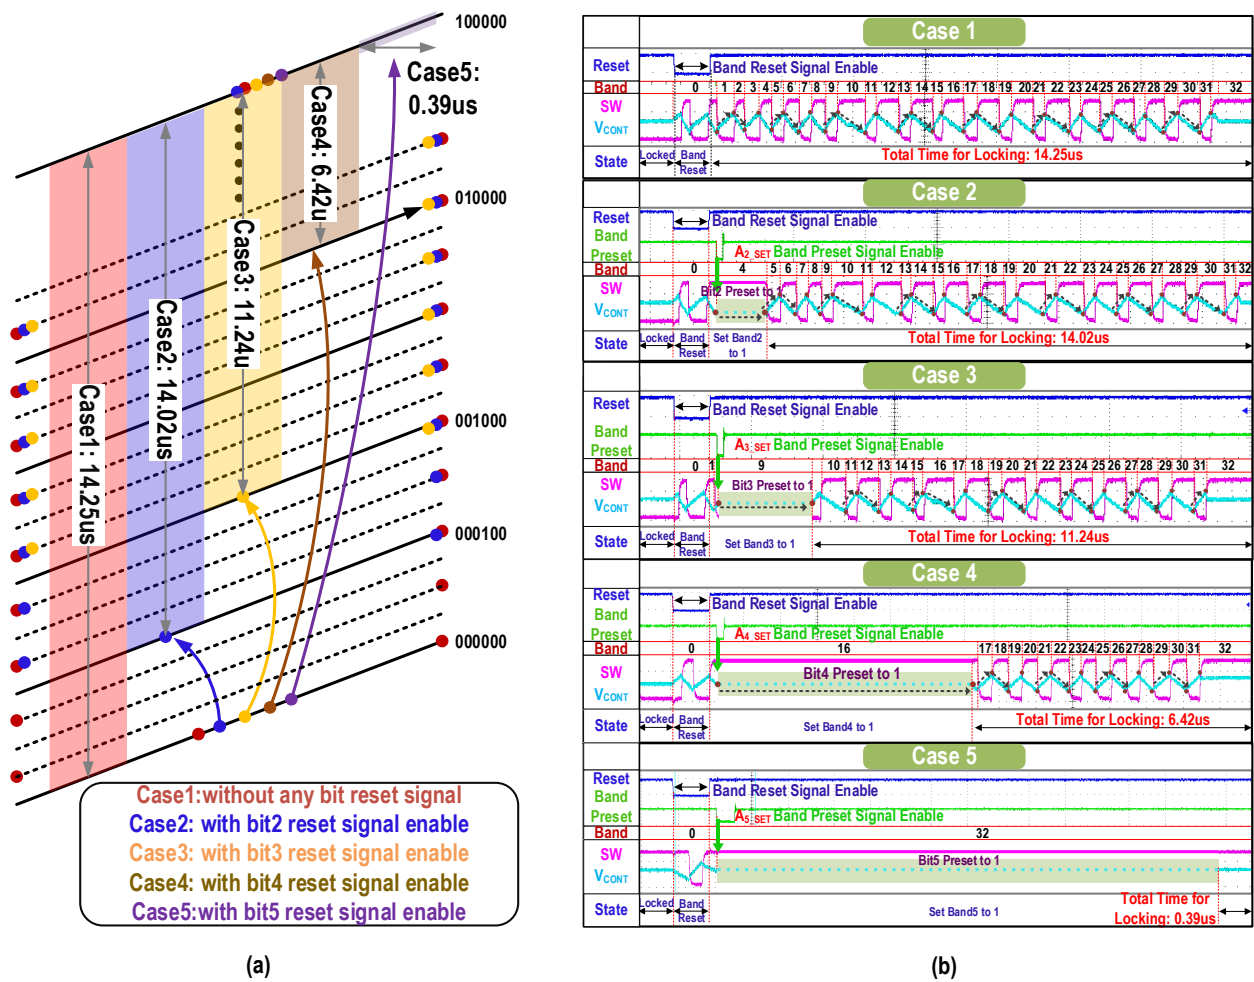 100000
Case5:
0.39us
Case4: 6.42u
010000
Case3: 11.24u
Case2: 14.02us
Case1: 14.25us
001000
000100
000000
Case1:without any bit reset signal
Case2: with bit2 reset signal enable
Case3: with bit3 reset signal enable
Case4: with bit4 reset signal enable
Case5:with bit5 reset signal enable
(a)
Case 1
Reset
Band Reset Signal Enable
Band 0 1 2 3 4 5 6 7 8 9 10 11 12 13 14 15 16 17 18 19 20 21 22 23 24 25 26 27 28 29 30 31 32
SW
VCONT
State Locked Band Reset
Total Time for Locking: 14.25us
Case 2
Reset
Band Reset Signal Enable
Band Preset
A2_SET Band Preset Signal Enable
Band 0 4 5 6 7 8 9 10 11 12 13 14 15 16 17 18 19 20 21 22 23 24 25 26 27 28 29 30 31 32
SW
Bit2 Preset to 1
VCONT
State Locked Band Reset Set Band2 to 1
Total Time for Locking: 14.02us
Case 3
Reset
Band Reset Signal Enable
Band Preset
A3_SET Band Preset Signal Enable
Band 0 1 9 10 11 12 13 14 15 16 17 18 19 20 21 22 23 24 25 26 27 28 29 30 31 32
SW
Bit3 Preset to 1
VCONT
State Locked Band Reset Set Band3 to 1
Total Time for Locking: 11.24us
Case 4
Reset
Band Reset Signal Enable
Band Preset
A4_SET Band Preset Signal Enable
Band 0 16 17 18 19 20 21 22 23 24 25 26 27 28 29 30 31 32
SW
Bit4 Preset to 1
VCONT
State Locked Band Reset Set Band4 to 1
Total Time for Locking: 6.42us
Case 5
Reset
Band Reset Signal Enable
Band Preset
A5_SET Band Preset Signal Enable
Band 0 32
SW
Bit5 Preset to 1
VCONT
State Locked Band Reset Set Band5 to 1
Total Time for Locking: 0.39us
(b)